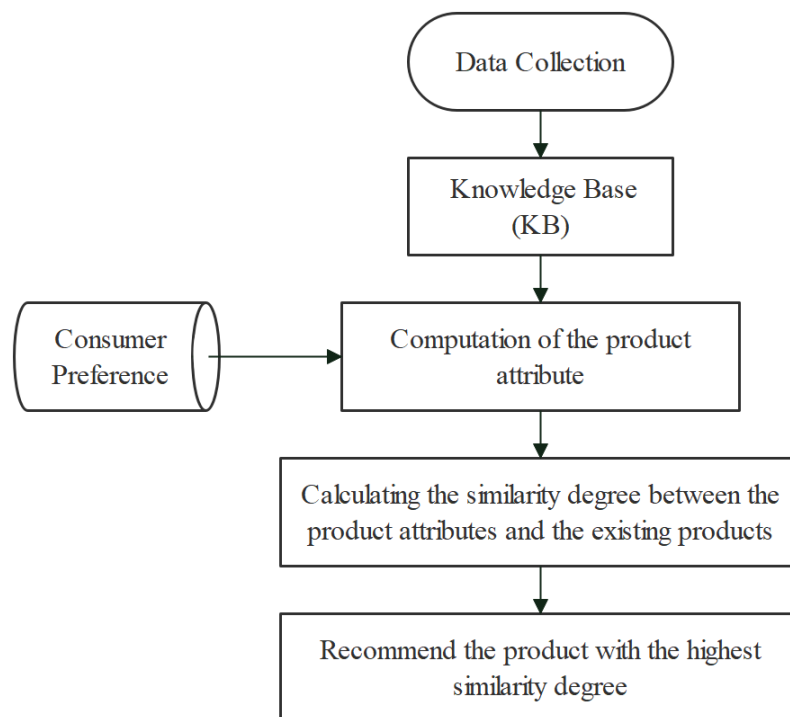 Data Collection
Knowledge Base
(KB)
Consumer
Preference
Computation of the product
attribute
Calculating the similarity degree between the
product attributes and the existing products
Recommend the product with the highest
similarity degree